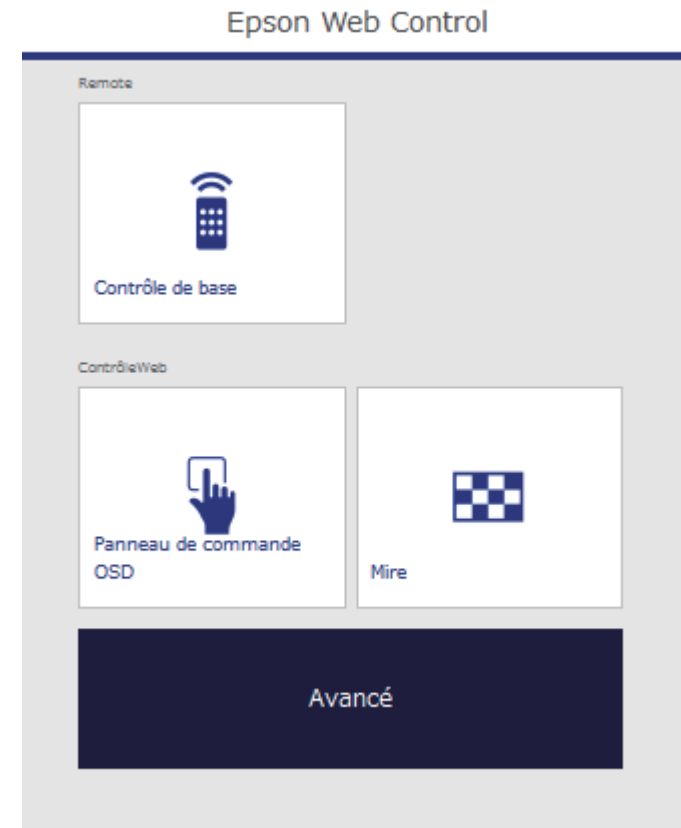 Epson Web Control
Remote
Contrôle de base
ContrôleWeb
Panneau de commande
OSD
Mire
Avancé